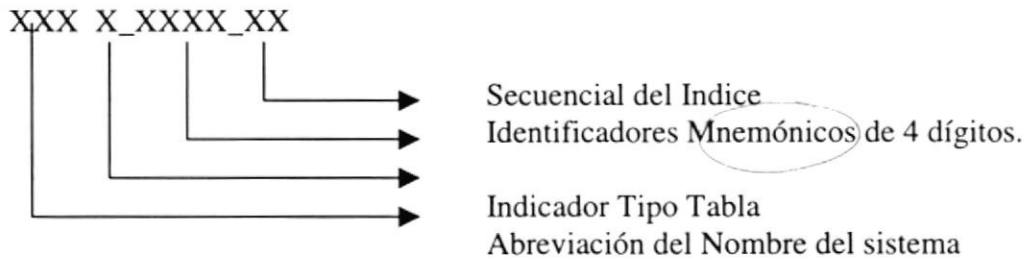 XXX X_XXXX_XX
Secuencial del Indice
Identificadores Mnemónicos de 4 dígitos.
Indicador Tipo Tabla
Abreviación del Nombre del sistema